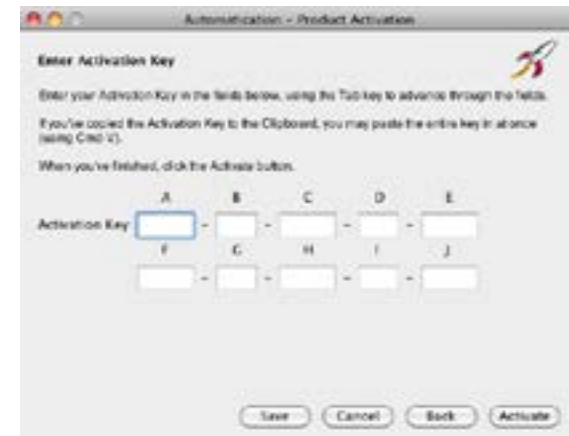 Automatication - Product Activation
Enter Activation Key
Enter your Activation Key in the fields below, using the Tab key to advance through the fields.
If you've copied the Activation Key to the Clipboard, you may paste the entire key in at once
(using Cmd-V).
When you've finished, click the Activate button.
A B C D E
Activation Key - - - -
F G H I J
- - - -
Save Cancel Back Activate